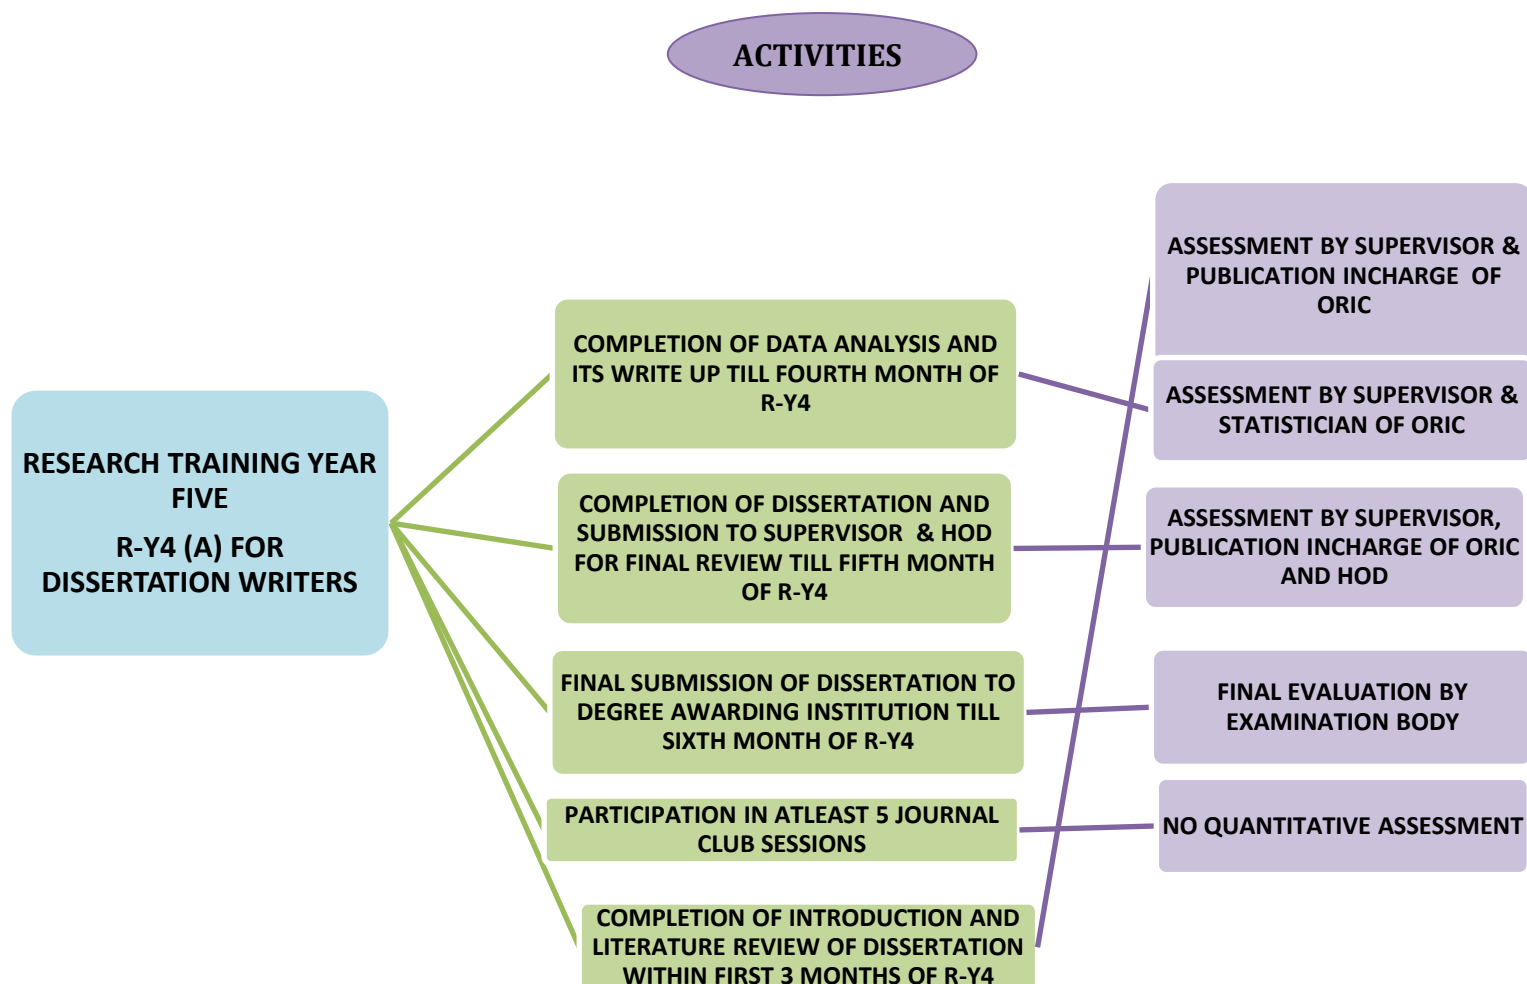 ACTIVITIES
RESEARCH TRAINING YEAR
FIVE
R-Y4 (A) FOR
DISSERTATION WRITERS
COMPLETION OF DATA ANALYSIS AND
ITS WRITE UP TILL FOURTH MONTH OF
R-Y4
COMPLETION OF DISSERTATION AND
SUBMISSION TO SUPERVISOR & HOD
FOR FINAL REVIEW TILL FIFTH MONTH
OF R-Y4
FINAL SUBMISSION OF DISSERTATION TO
DEGREE AWARDING INSTITUTION TILL
SIXTH MONTH OF R-Y4
PARTICIPATION IN ATLEAST 5 JOURNAL
CLUB SESSIONS
COMPLETION OF INTRODUCTION AND
LITERATURE REVIEW OF DISSERTATION
WITHIN FIRST 3 MONTHS OF R-Y4
ASSESSMENT BY SUPERVISOR &
PUBLICATION INCHARGE OF
ORIC
ASSESSMENT BY SUPERVISOR &
STATISTICIAN OF ORIC
ASSESSMENT BY SUPERVISOR,
PUBLICATION INCHARGE OF ORIC
AND HOD
FINAL EVALUATION BY
EXAMINATION BODY
NO QUANTITATIVE ASSESSMENT